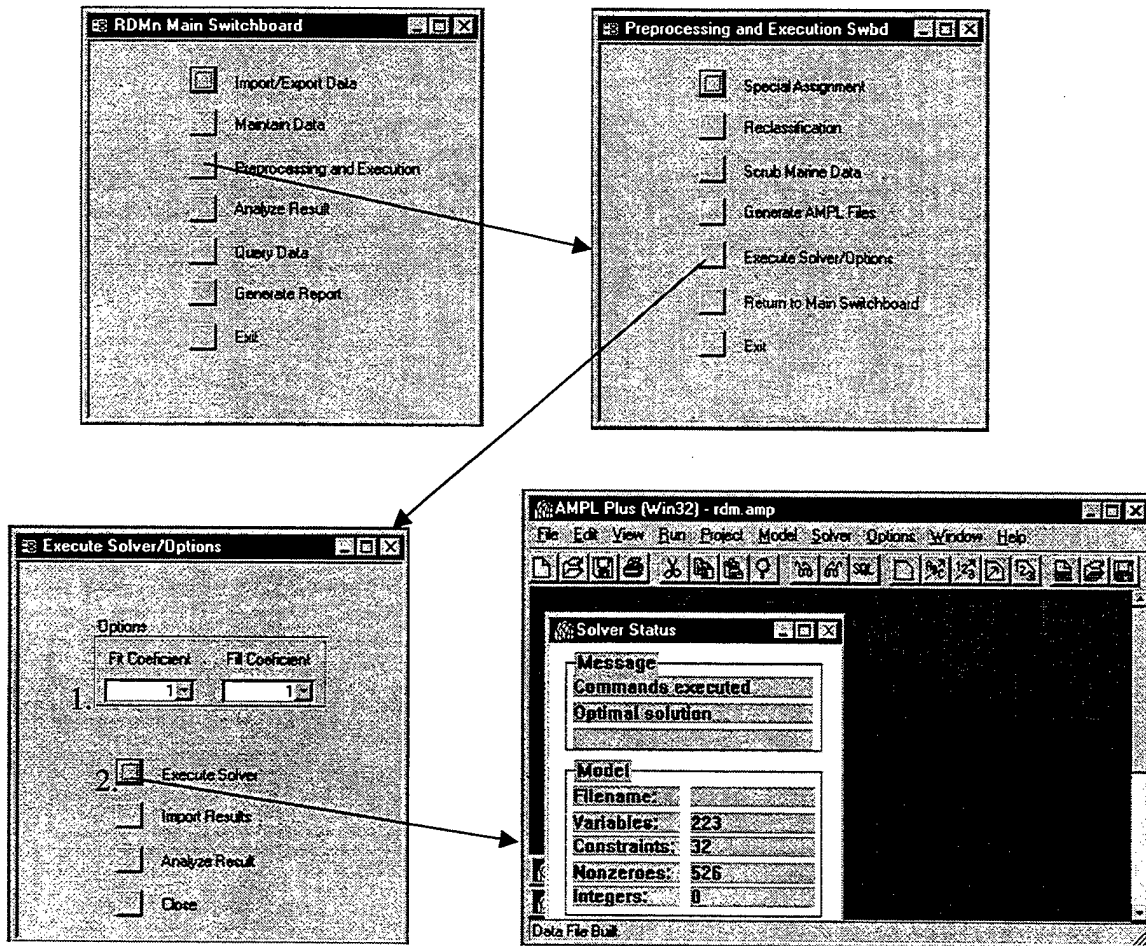 RDMn Main Switchboard
Import/Export Data
Maintain Data
Preprocessing and Execution
Analyze Result
Query Data
Generate Report
Exit
Preprocessing and Execution Swbd
Special Assignment
Reclassification
Scrub Marine Data
Generate AMPL Files
Execute Solver/Options
Return to Main Switchboard
Exit
Execute Solver/Options
Options
Fit Coeficient Fill Coeficient
1. 1 1
2. Execute Solver
Import Results
Analyze Result
Close
AMPL Plus (Win32) - rdm.amp
File Edit View Run Project Model Solver Options Window Help
SQL
Solver Status
Message
Commands executed
Optimal solution
Model
Filename:
Variables: 223
Constraints: 32
Nonzeroes: 526
Integers: 0
Data File Built